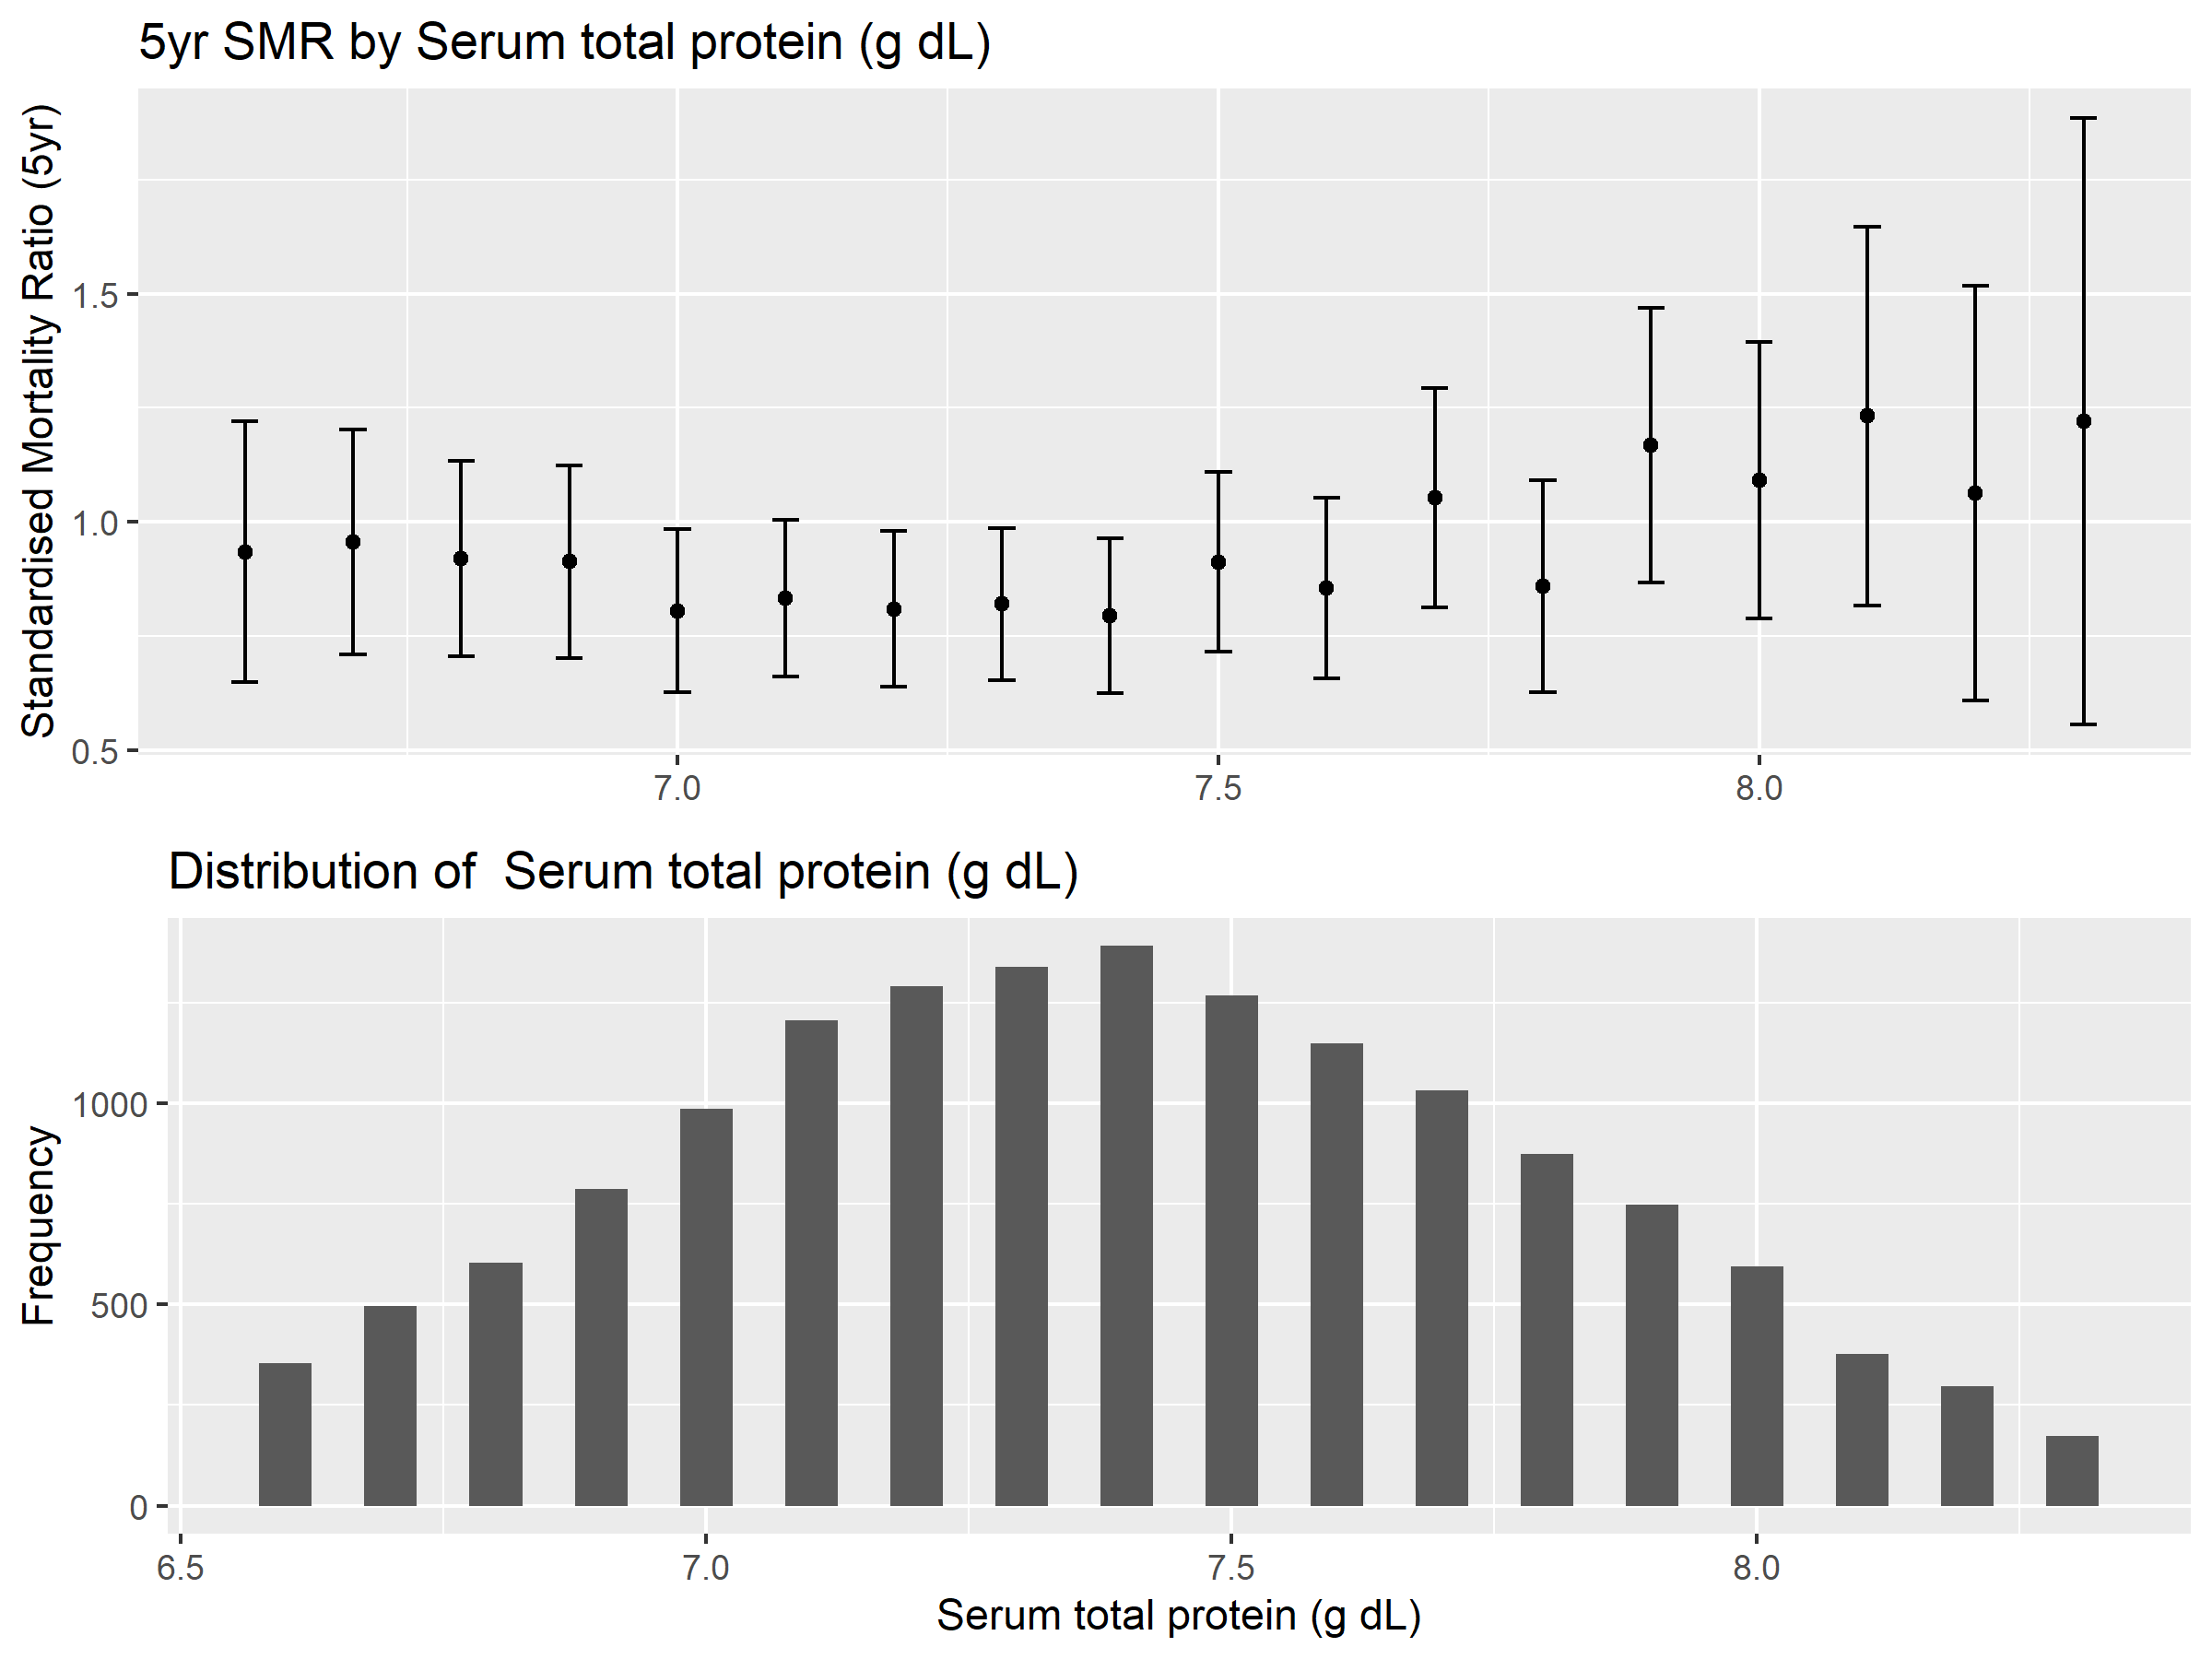 5yr SMR by Serum total protein (g dL)
Standardised Mortality Ratio (5yr)
1.5
1.0
0.5
7.0 7.5 8.0
Distribution of  Serum total protein (g dL)
Frequency
1000
500
0
6.5 7.0 7.5 8.0
Serum total protein (g dL)